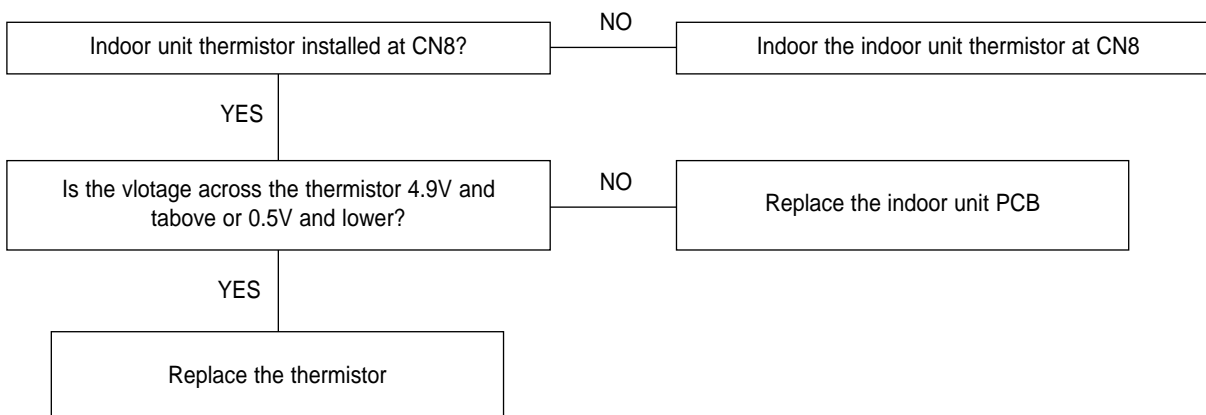 Indoor unit thermistor installed at CN8?
NO
Indoor the indoor unit thermistor at CN8
YES
Is the vlotage across the thermistor 4.9V and
tabove or 0.5V and lower?
NO
Replace the indoor unit PCB
YES
Replace the thermistor